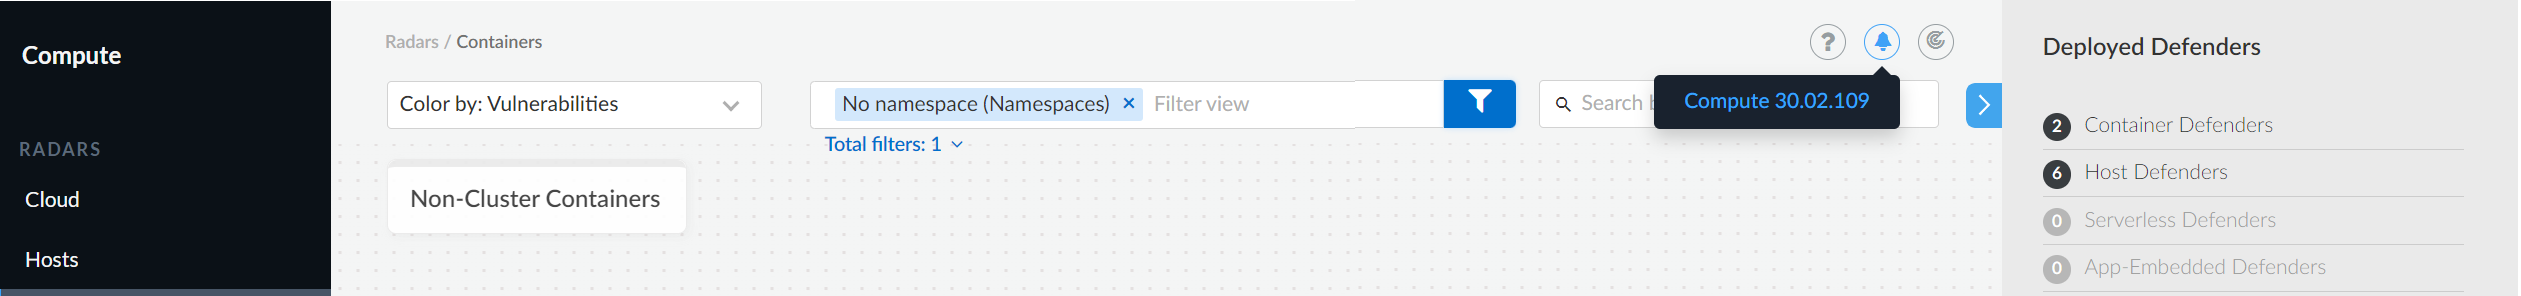 Compute
RADARS
Cloud
Hosts
Radars / Containers
Color by: Vulnerabilities
No namespace (Namespaces) × Filter view
Total filters: 1
Non-Cluster Containers
?
Search
Compute 30.02.109
Deployed Defenders
2 Container Defenders
6 Host Defenders
0 Serverless Defenders
0 App-Embedded Defenders